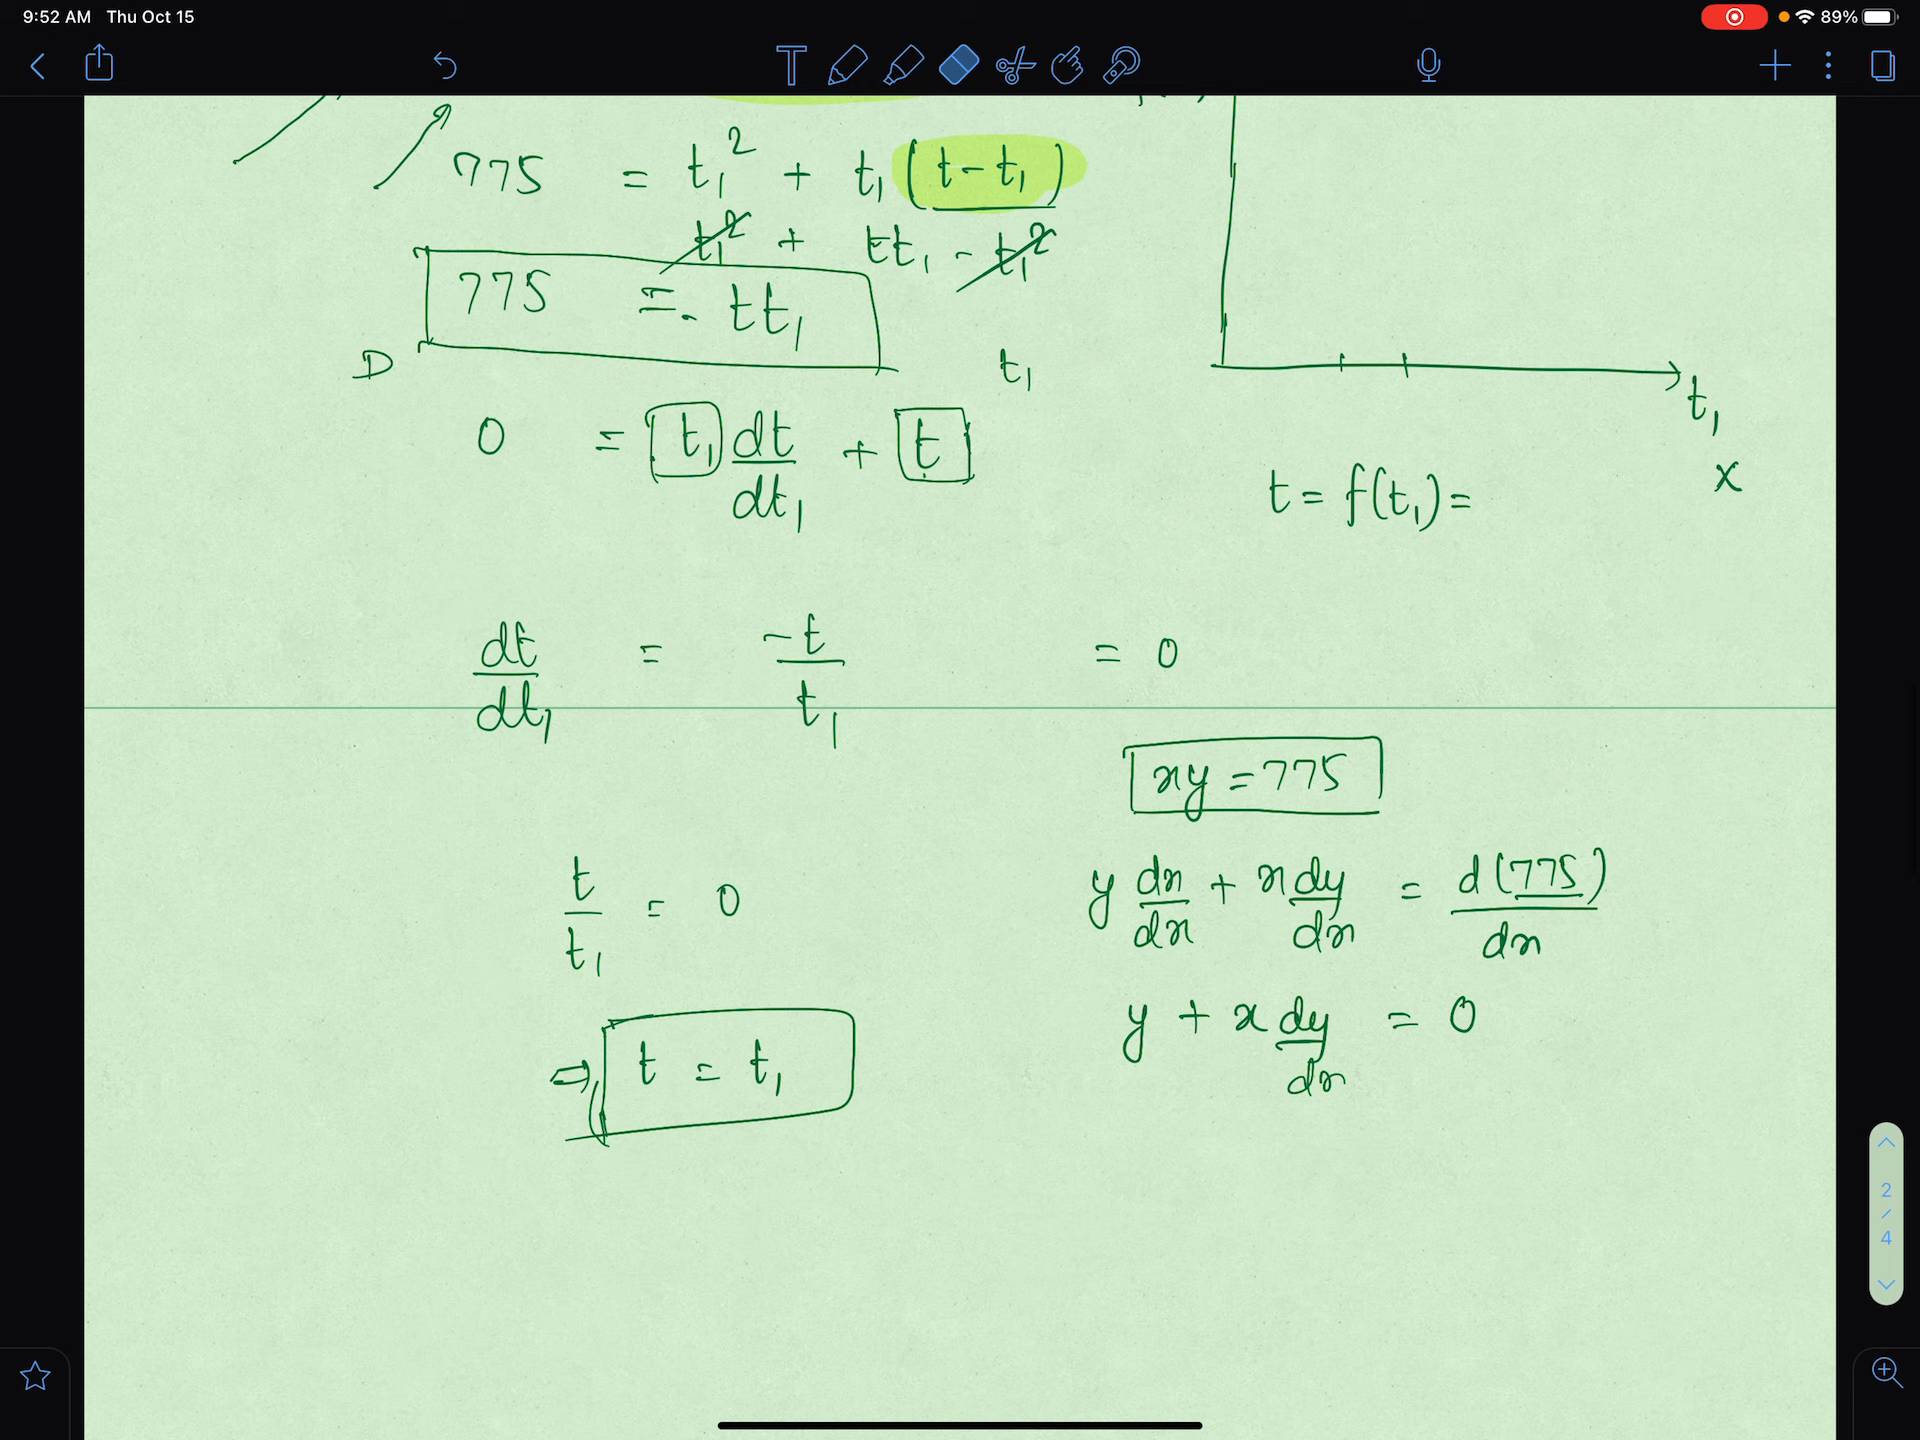 9:52 AM Thu Oct 15
89%
775 = t₁² + t₁ (t - t₁)
t₁² + tt₁ - t₁²
775 =. tt₁
D
t₁
0 = t₁ dt/dt₁ + t
t₁
x
t = f(t₁) =
dt/dt₁ = -t/t₁ = 0
xy = 775
t/t₁ = 0
y dx/dx + x dy/dx = d(775)/dx
⇒ t = t₁
y + x dy/dx = 0
2
/
4